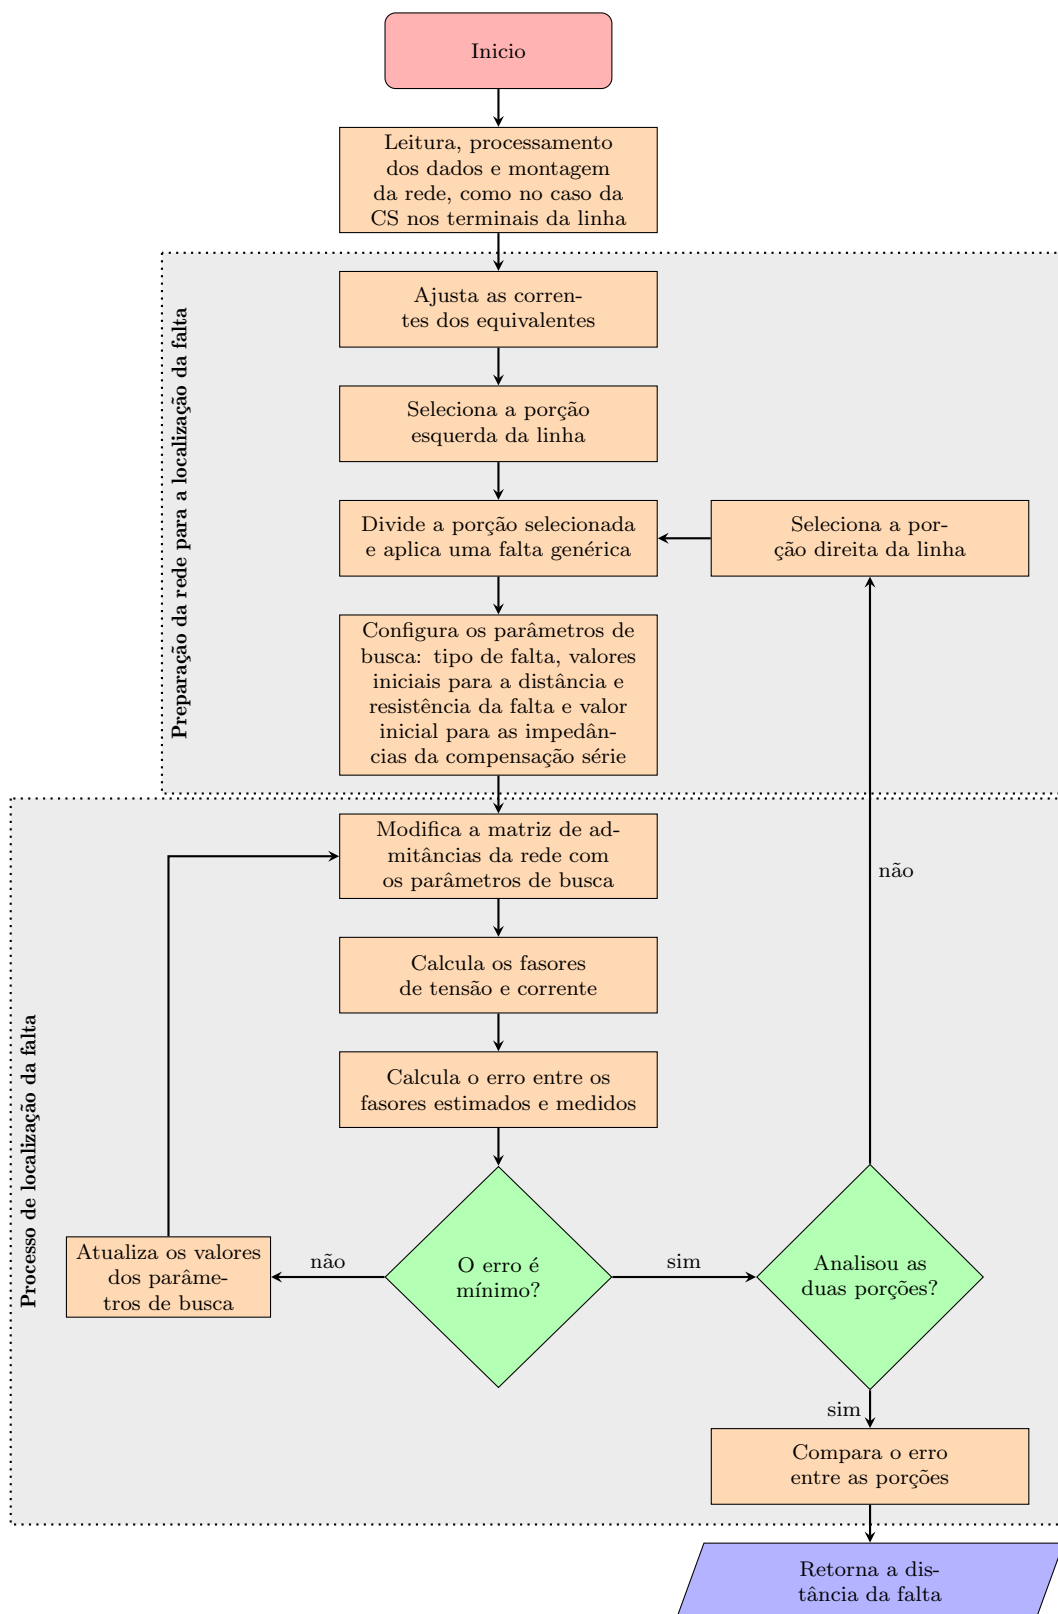 Inicio
Leitura, processamento
dos dados e montagem
da rede, como no caso da
CS nos terminais da linha
Preparação da rede para a localização da falta
Ajusta as corren-
tes dos equivalentes
Seleciona a porção
esquerda da linha
Divide a porção selecionada
e aplica uma falta genérica
Seleciona a por-
ção direita da linha
Configura os parâmetros de
busca: tipo de falta, valores
iniciais para a distância e
resistência da falta e valor
inicial para as impedân-
cias da compensação série
Processo de localização da falta
Modifica a matriz de ad-
mitâncias da rede com
os parâmetros de busca
não
Calcula os fasores
de tensão e corrente
Calcula o erro entre os
fasores estimados e medidos
Atualiza os valores
dos parâme-
tros de busca
não
O erro é
mínimo?
sim
Analisou as
duas porções?
sim
Compara o erro
entre as porções
Retorna a dis-
tância da falta